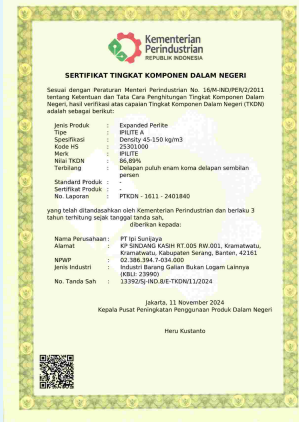 Kementerian
Perindustrian
REPUBLIK INDONESIA
SERTIFIKAT TINGKAT KOMPONEN DALAM NEGERI
Sesuai dengan Peraturan Menteri Perindustrian No. 16/M-IND/PER/2/2011
tentang Ketentuan dan Tata Cara Penghitungan Tingkat Komponen Dalam
Negeri, hasil verifikasi atas capaian Tingkat Komponen Dalam Negeri (TKDN)
adalah sebagai berikut:
Jenis Produk : Expanded Perlite
Tipe : IPILITE A
Spesifikasi : Density 45-150 kg/m3
Kode HS : 25301000
Merk : IPILITE
Nilai TKDN : 86,89%
Terbilang : Delapan puluh enam koma delapan sembilan
persen
Standard Produk : -
Sertifikat Produk : -
No. Laporan : PTKDN - 1611 - 2401840
yang telah ditandasahkan oleh Kementerian Perindustrian dan berlaku 3
tahun terhitung sejak tanggal tanda sah,
diberikan kepada:
Nama Perusahaan : PT Ipi Sunijaya
Alamat : KP SINDANG KASIH RT.005 RW.001, Kramatwatu,
Kramatwatu, Kabupaten Serang, Banten, 42161
NPWP : 02.386.394.7-034.000
Jenis Industri : Industri Barang Galian Bukan Logam Lainnya
(KBLI: 23990)
No. Tanda Sah : 13392/SJ-IND.8/E-TKDN/11/2024
Jakarta, 11 November 2024
Kepala Pusat Peningkatan Penggunaan Produk Dalam Negeri
Heru Kustanto